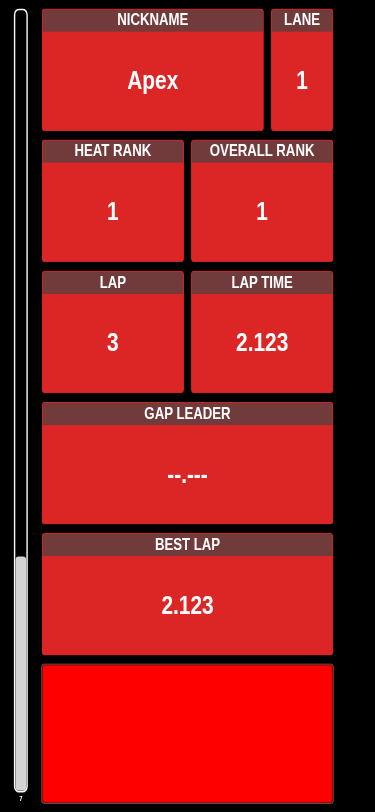 NICKNAME
LANE
Apex
1
HEAT RANK
OVERALL RANK
1
1
LAP
LAP TIME
3
2.123
GAP LEADER
--.---
BEST LAP
2.123
7